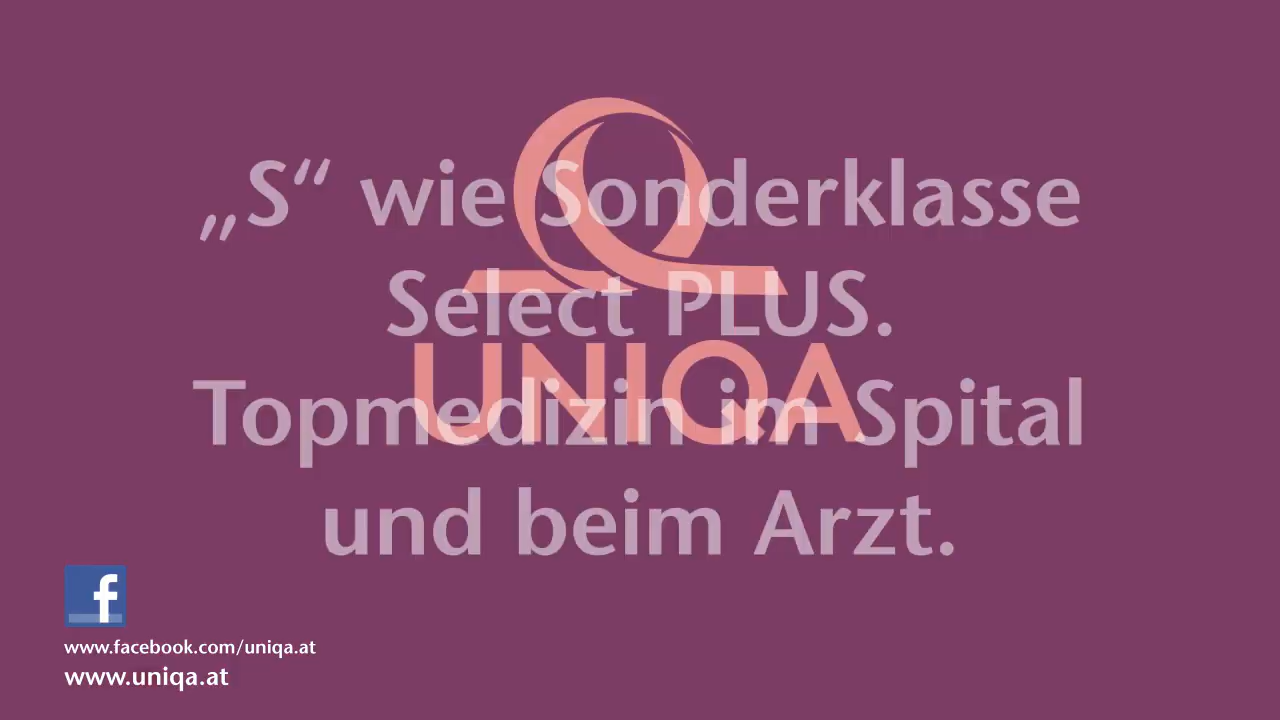 „S“ wie Sonderklasse
Select PLUS.
UNIQA
Topmedizin im Spital
und beim Arzt.
f
www.facebook.com/uniqa.at
www.uniqa.at